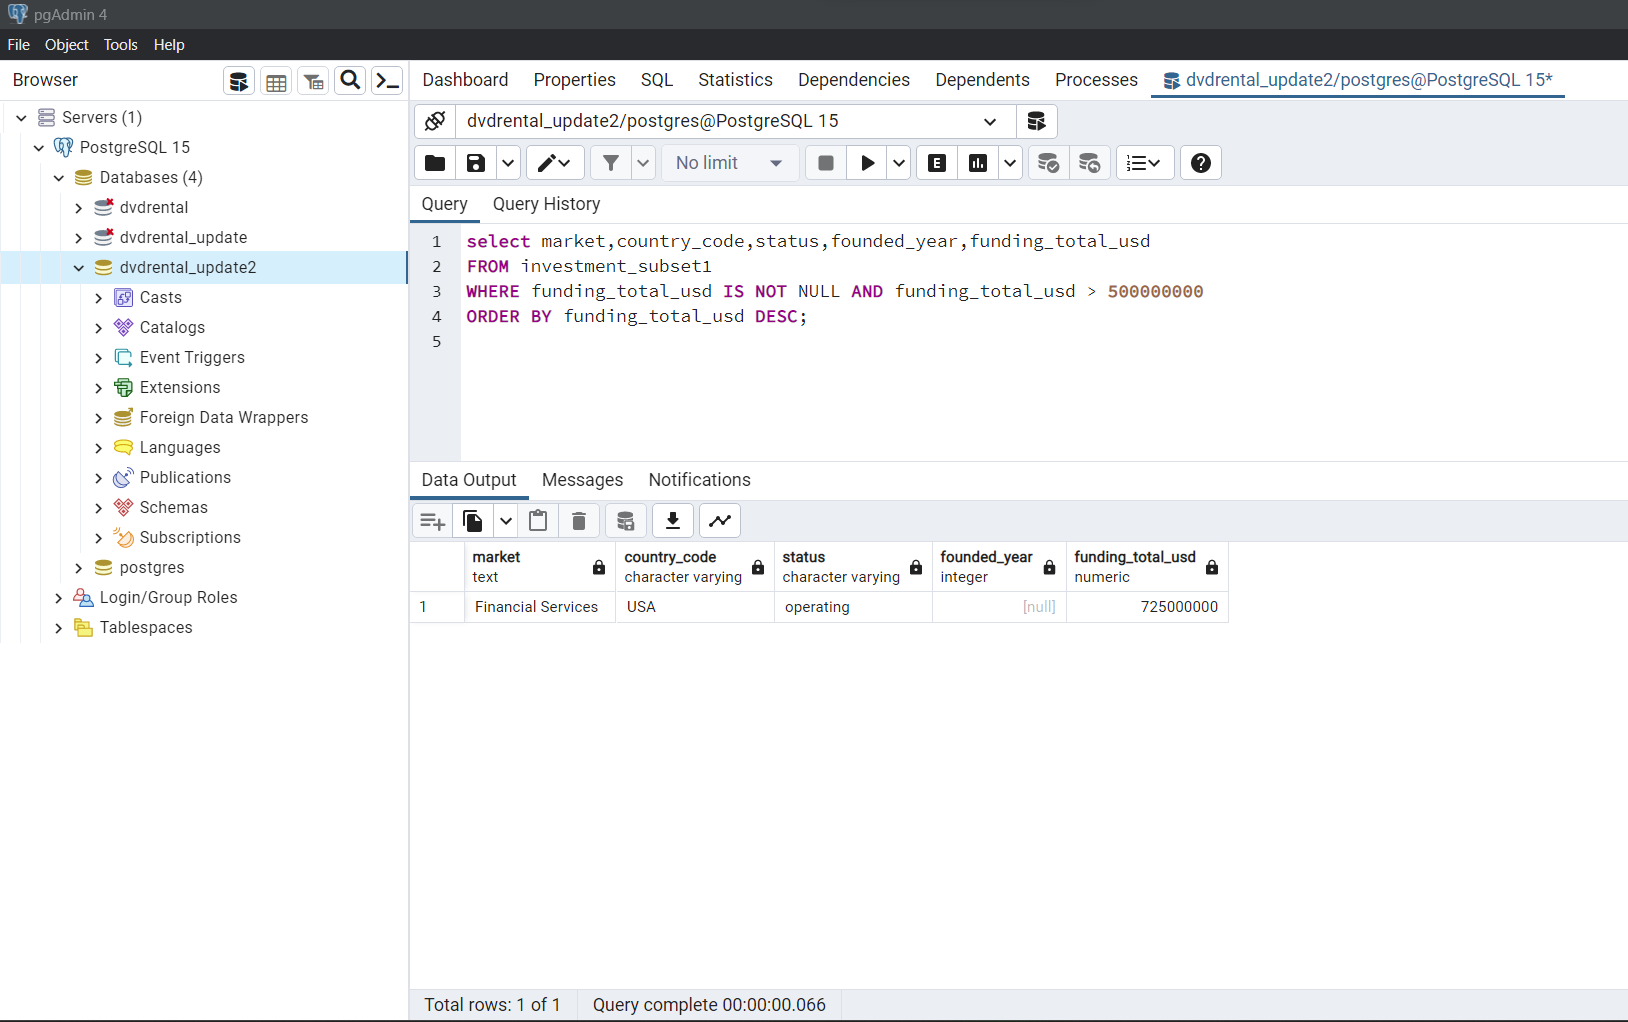 pgAdmin 4
File Object Tools Help
Browser
Dashboard Properties SQL Statistics Dependencies Dependents Processes dvdrental_update2/postgres@PostgreSQL 15*
Servers (1)
PostgreSQL 15
Databases (4)
dvdrental
dvdrental_update
dvdrental_update2
Casts
Catalogs
Event Triggers
Extensions
Foreign Data Wrappers
Languages
Publications
Schemas
Subscriptions
postgres
Login/Group Roles
Tablespaces
dvdrental_update2/postgres@PostgreSQL 15
No limit
E
Query Query History
1 select market,country_code,status,founded_year,funding_total_usd
2 FROM investment_subset1
3 WHERE funding_total_usd IS NOT NULL AND funding_total_usd > 500000000
4 ORDER BY funding_total_usd DESC;
5
Data Output Messages Notifications
market country_code status founded_year funding_total_usd
text character varying character varying integer numeric
1 Financial Services USA operating [null] 725000000
Total rows: 1 of 1 Query complete 00:00:00.066